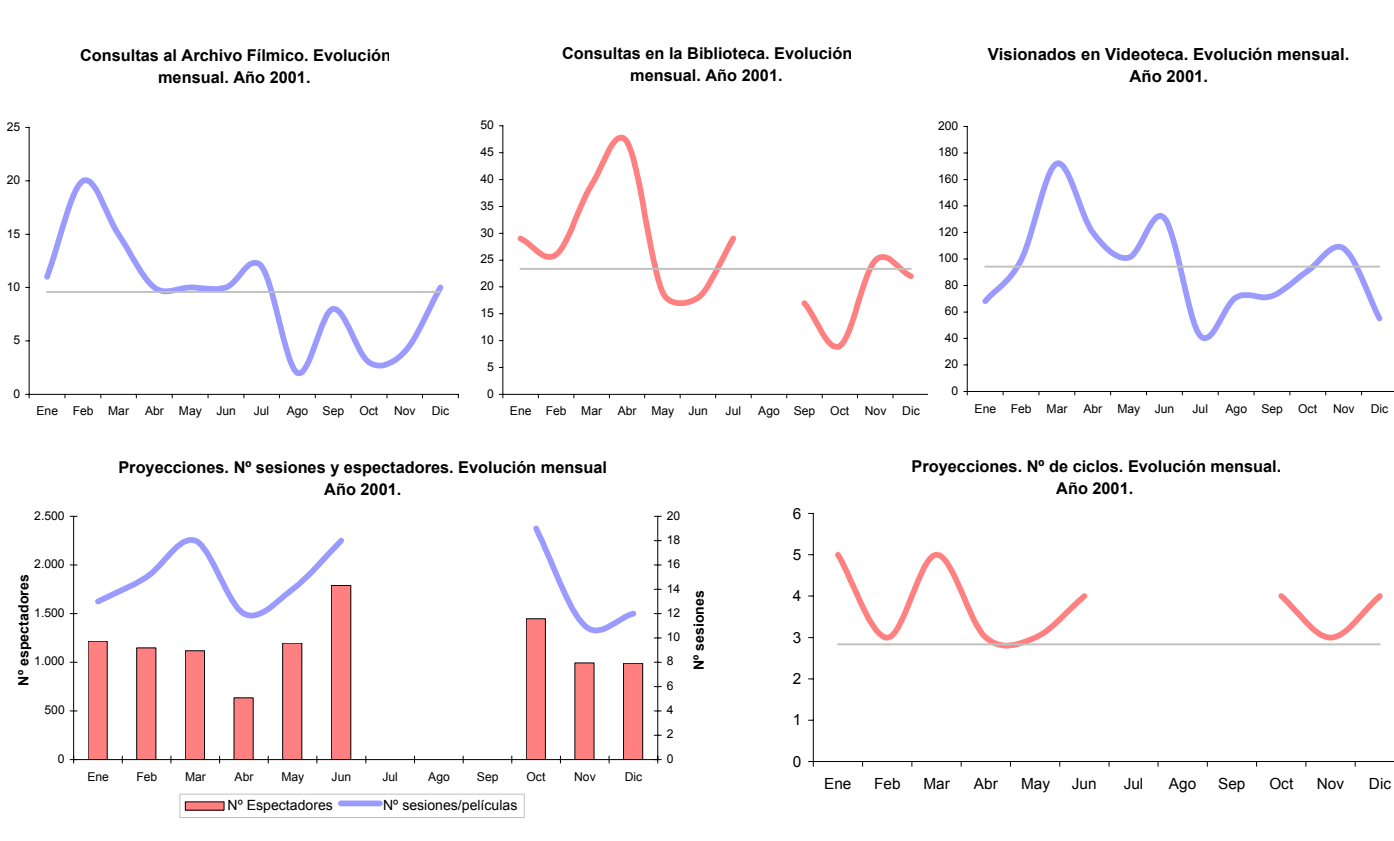 Consultas al Archivo Fílmico. Evolución
mensual. Año 2001.
25
20
15
10
5
0
Ene Feb Mar Abr May Jun Jul Ago Sep Oct Nov Dic
Consultas en la Biblioteca. Evolución
mensual. Año 2001.
50
45
40
35
30
25
20
15
10
5
0
Ene Feb Mar Abr May Jun Jul Ago Sep Oct Nov Dic
Visionados en Videoteca. Evolución mensual.
Año 2001.
200
180
160
140
120
100
80
60
40
20
0
Ene Feb Mar Abr May Jun Jul Ago Sep Oct Nov Dic
Proyecciones. Nº sesiones y espectadores. Evolución mensual
Año 2001.
Nº espectadores
2.500
2.000
1.500
1.000
500
0
20
18
16
14
12
10
8
6
4
2
0
Nº sesiones
Ene Feb Mar Abr May Jun Jul Ago Sep Oct Nov Dic
Nº Espectadores Nº sesiones/películas
Proyecciones. Nº de ciclos. Evolución mensual.
Año 2001.
6
5
4
3
2
1
0
Ene Feb Mar Abr May Jun Jul Ago Sep Oct Nov Dic